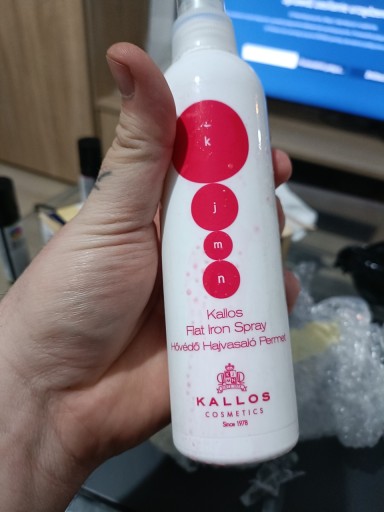 k
j
m
n
Kallos
Flat Iron Spray
Hővédő Hajvasaló Permet
KALLOS
COSMETICS
Since 1978